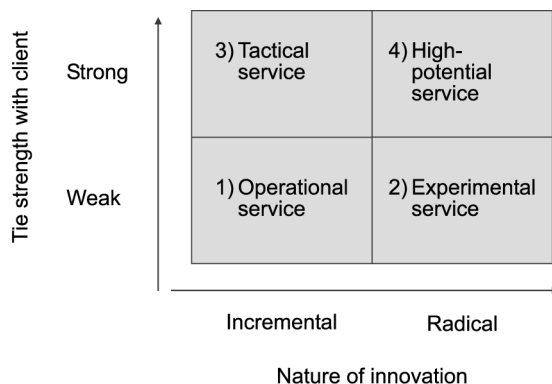 Tie strength with client
Strong
3) Tactical
service
4) High-
potential
service
Weak
1) Operational
service
2) Experimental
service
Incremental
Radical
Nature of innovation